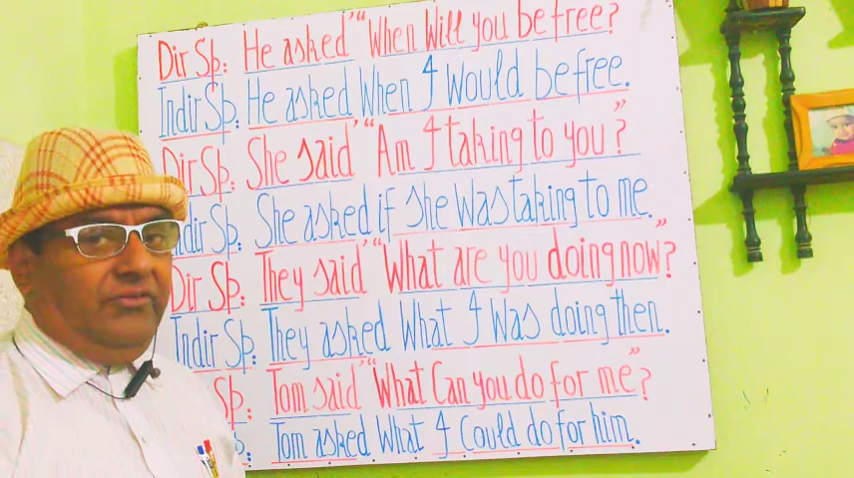 Dir Sp: He asked "When Will you be free?
Indir Sp: He asked When I Would be free.
Dir Sp: She said "Am I taking to you?"
ndir Sp: She asked if she Was taking to me.
Dir Sp: They said "What are you doing now"?
Indir Sp: They asked What I Was doing then.
Sp: Tom said "What Can you do for me"?
p: Tom asked What I Could do for him.